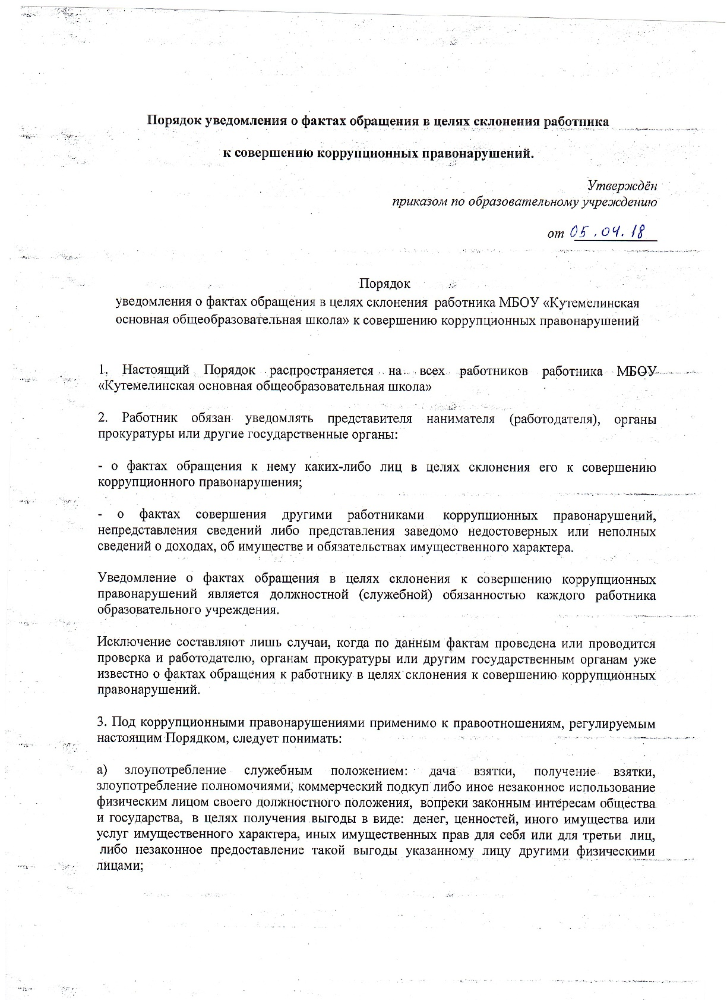 Порядок уведомления о фактах обращения в целях склонения работника
к совершению коррупционных правонарушений.
Утверждён
приказом по образовательному учреждению
от 05.04.18
Порядок
уведомления о фактах обращения в целях склонения работника МБОУ «Кутемелинская
основная общеобразовательная школа» к совершению коррупционных правонарушений
1. Настоящий Порядок распространяется на всех работников работника МБОУ
«Кутемелинская основная общеобразовательная школа»
2. Работник обязан уведомлять представителя нанимателя (работодателя), органы
прокуратуры или другие государственные органы:
- о фактах обращения к нему каких-либо лиц в целях склонения его к совершению
коррупционного правонарушения;
- о фактах совершения другими работниками коррупционных правонарушений,
непредставления сведений либо представления заведомо недостоверных или неполных
сведений о доходах, об имуществе и обязательствах имущественного характера.
Уведомление о фактах обращения в целях склонения к совершению коррупционных
правонарушений является должностной (служебной) обязанностью каждого работника
образовательного учреждения.
Исключение составляют лишь случаи, когда по данным фактам проведена или проводится
проверка и работодателю, органам прокуратуры или другим государственным органам уже
известно о фактах обращения к работнику в целях склонения к совершению коррупционных
правонарушений.
3. Под коррупционными правонарушениями применимо к правоотношениям, регулируемым
настоящим Порядком, следует понимать:
а) злоупотребление служебным положением: дача взятки, получение взятки,
злоупотребление полномочиями, коммерческий подкуп либо иное незаконное использование
физическим лицом своего должностного положения, вопреки законным интересам общества
и государства, в целях получения выгоды в виде: денег, ценностей, иного имущества или
услуг имущественного характера, иных имущественных прав для себя или для третьи лиц,
либо незаконное предоставление такой выгоды указанному лицу другими физическими
лицами;